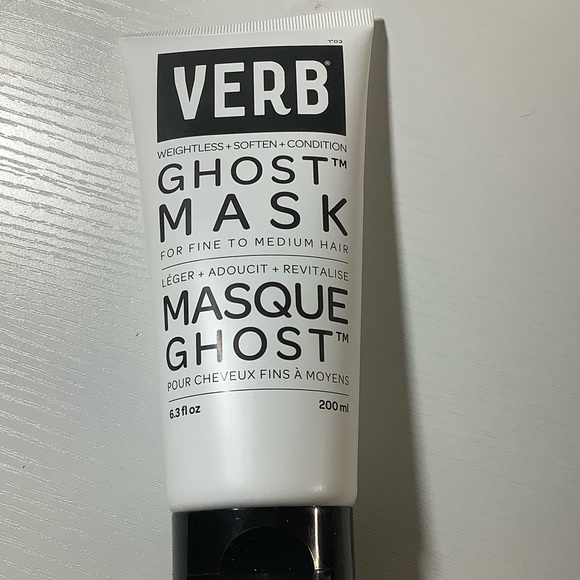 VERB®
WEIGHTLESS + SOFTEN + CONDITION
GHOST™
MASK
FOR FINE TO MEDIUM HAIR
LÉGER + ADOUCIT + REVITALISE
MASQUE
GHOST™
POUR CHEVEUX FINS À MOYENS
6.3 fl oz 200 ml